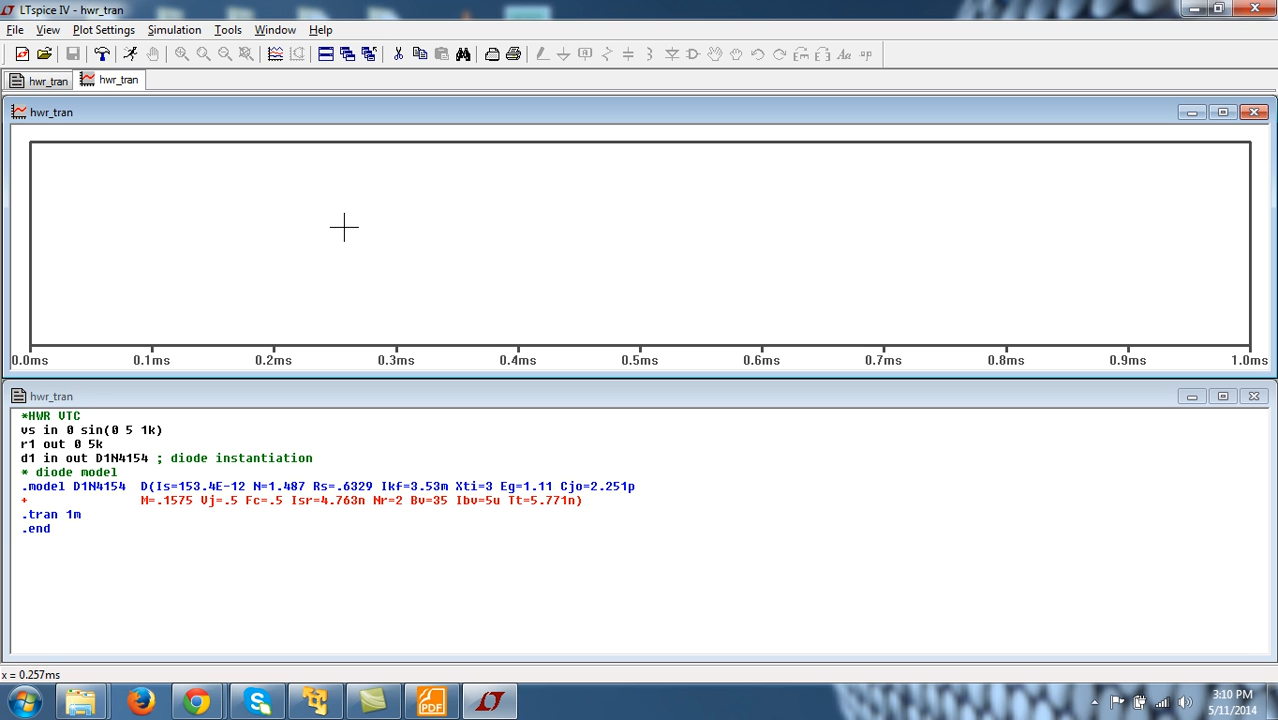 LTspice IV - hwr_tran
File View Plot Settings Simulation Tools Window Help
hwr_tran hwr_tran
hwr_tran
0.0ms 0.1ms 0.2ms 0.3ms 0.4ms 0.5ms 0.6ms 0.7ms 0.8ms 0.9ms 1.0ms
hwr_tran
*HWR VTC
vs in 0 sin(0 5 1k)
r1 out 0 5k
d1 in out D1N4154 ; diode instantiation
* diode model
.model D1N4154 D(Is=153.4E-12 N=1.487 Rs=.6329 Ikf=3.53m Xti=3 Eg=1.11 Cjo=2.251p
+ M=.1575 Vj=.5 Fc=.5 Isr=4.763n Nr=2 Bv=35 Ibv=5u Tt=5.771n)
.tran 1m
.end
x = 0.257ms
PDF
3:10 PM
5/11/2014